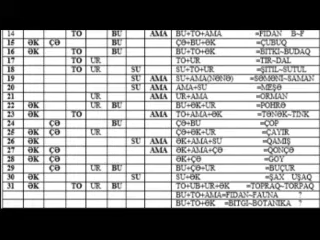 14 TO BU AMA BU+TO+AMA =FIDAN B~F
15 ƏK ÇƏ BU ÇƏ+BU+ƏK =ÇUBUQ
16 ƏK TO BU BU+TO+ƏK =BITKI-BUDAQ
17 TO UR TO+UR =TIR~DAL
18 TO UR SU SU+TO+UR =ŞITIL~SUTUL
19 SU AMA SU+AMA(NƏNƏ) =SƏMƏNI~SAMAN
20 SU AMA AMA+SU =MEŞƏ
21 UR AMA UR+AMA =ORMAN
22 ƏK UR BU BU+ƏK+UR =POHRƏ
23 ƏK TO AMA TO+AMA+ƏK =TƏNƏK~TINK
24 ÇƏ BU ÇƏ+BU =ÇOP
25 ƏK ÇƏ UR ÇƏ+ƏK+UR =ÇAYIR
26 ƏK SU AMA ƏK+AMA+SU =QAMIŞ
27 ƏK ÇƏ AMA ƏK+AMA+ÇƏ =QONÇƏ
28 ƏK ÇƏ ƏK+ÇƏ =GOY
29 ÇƏ UR BU BU+ÇƏ+UR =BUÇUR
30 ƏK SU SU+ƏK =ŞAX UŞAQ
31 ƏK TO UR BU TO+UB+UR+ƏK =TOPRAQ~TORPAQ
BU+TO+AMA=FIDAN~FAUNA ?
BU+TO+ƏK =BITGI~BOTANIKA ?